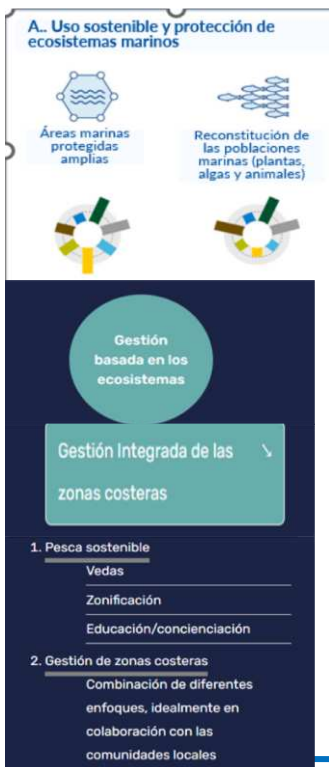 A.. Uso sostenible y protección de
ecosistemas marinos
Áreas marinas
protegidas
amplias
Reconstitución de
las poblaciones
marinas (plantas,
algas y animales)
Gestión
basada en los
ecosistemas
Gestión Integrada de las
zonas costeras
1. Pesca sostenible
Vedas
Zonificación
Educación/concienciación
2. Gestión de zonas costeras
Combinación de diferentes
enfoques, idealmente en
colaboración con las
comunidades locales